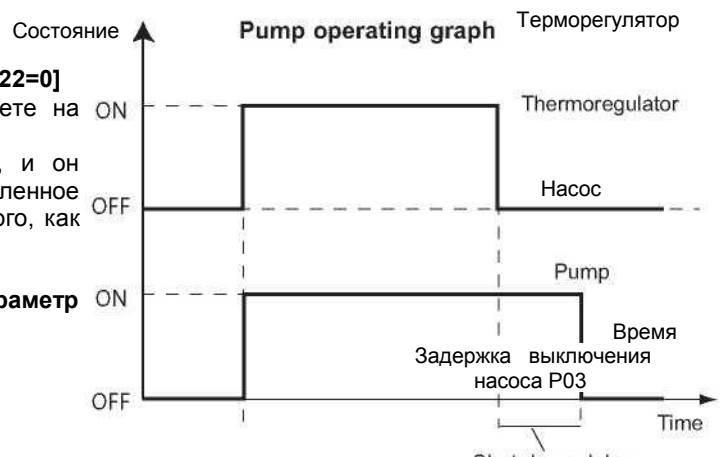 Состояние
Pump operating graph
Терморегулятор
22=0]
ете на
ON
Thermoregulator
, и он
ленное
OFF
Насос
ого, как
Pump
раметр
ON
Время
Задержка выключения
насоса P03
OFF
Time